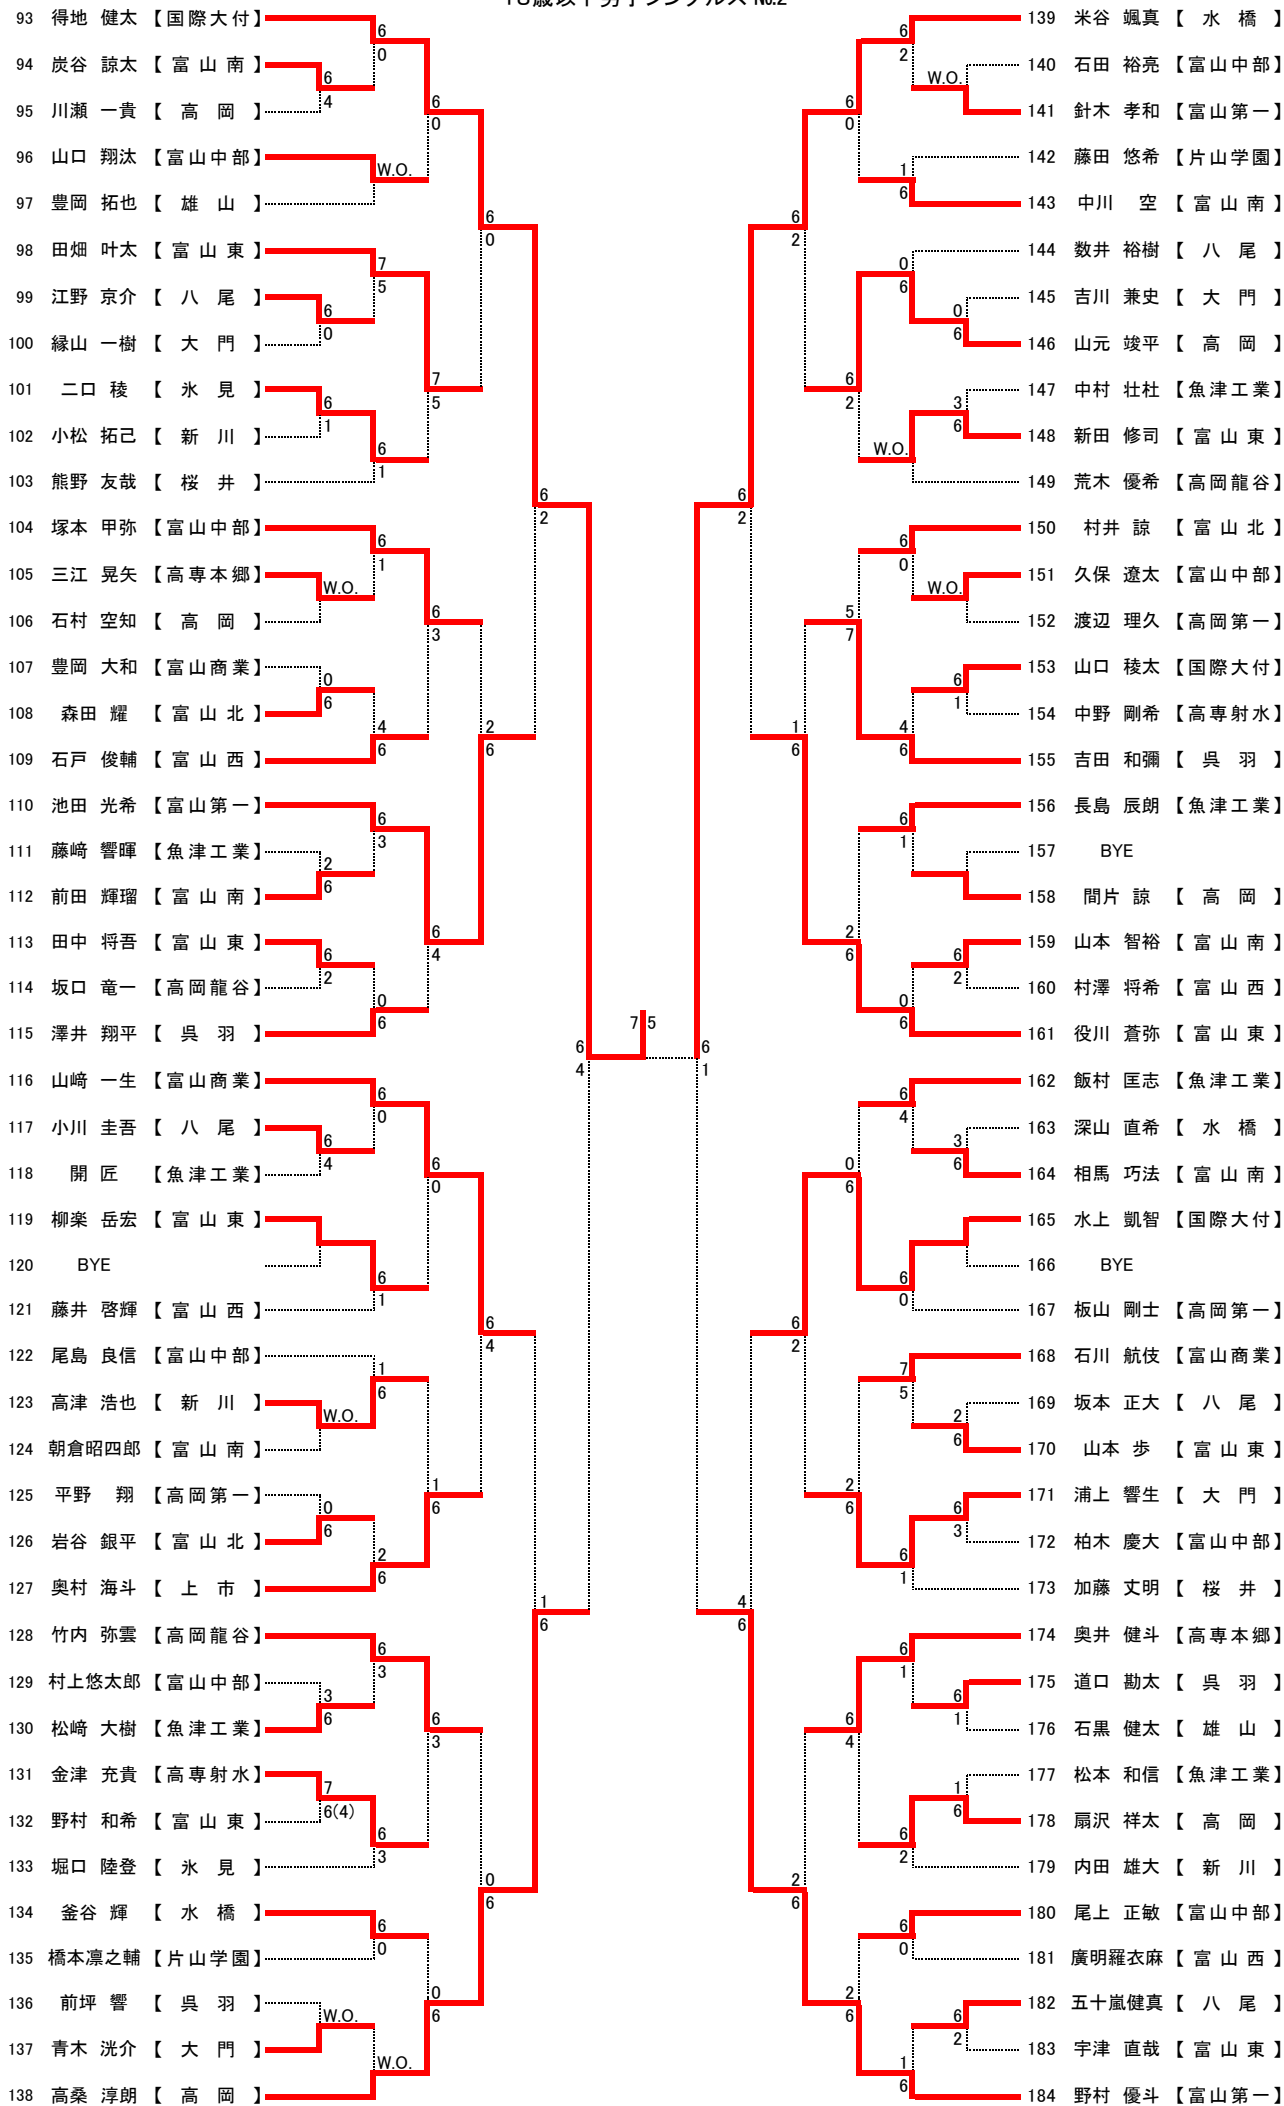 18歳以下男子シングルス No.2
93 得地 健太 【国際大付】
94 炭谷 諒太 【富山南】
95 川瀬 一貴 【高岡】
96 山口 翔汰 【富山中部】
97 豊岡 拓也 【雄山】
98 田畑 叶太 【富山東】
99 江野 京介 【八尾】
100 縁山 一樹 【大門】
101 二口 稜 【氷見】
102 小松 拓己 【新川】
103 熊野 友哉 【桜井】
104 塚本 甲弥 【富山中部】
105 三江 晃矢 【高専本郷】
106 石村 空知 【高岡】
107 豊岡 大和 【富山商業】
108 森田 耀 【富山北】
109 石戸 俊輔 【富山西】
110 池田 光希 【富山第一】
111 藤﨑 響暉 【魚津工業】
112 前田 輝瑠 【富山南】
113 田中 将吾 【富山東】
114 坂口 竜一 【高岡龍谷】
115 澤井 翔平 【呉羽】
116 山﨑 一生 【富山商業】
117 小川 圭吾 【八尾】
118 開 匠 【魚津工業】
119 柳楽 岳宏 【富山東】
120 BYE
121 藤井 啓輝 【富山西】
122 尾島 良信 【富山中部】
123 高津 浩也 【新川】
124 朝倉昭四郎 【富山南】
125 平野 翔 【高岡第一】
126 岩谷 銀平 【富山北】
127 奥村 海斗 【上市】
128 竹内 弥雲 【高岡龍谷】
129 村上悠太郎 【富山中部】
130 松﨑 大樹 【魚津工業】
131 金津 充貴 【高専射水】
132 野村 和希 【富山東】
133 堀口 陸登 【氷見】
134 釜谷 輝 【水橋】
135 橋本凛之輔 【片山学園】
136 前坪 響 【呉羽】
137 青木 洸介 【大門】
138 高桑 淳朗 【高岡】
6
4
6
0
1
6
1
W.O.
0
6
2
6
6
2
6
4
W.O.
0
6
3
6
7
6(4)
W.O.
6
0
W.O.
7
5
6
1
6
1
4
6
6
3
0
6
6
0
6
1
1
6
2
6
6
3
6
3
6
0
W.O.
6
0
7
5
6
3
6
4
6
0
1
6
6
3
0
6
6
0
2
6
6
4
0
6
6
2
1
6
6
4
7 5
6
1
6
2
4
6
6
2
1
6
6
2
2
6
6
0
6
2
5
7
2
6
0
6
2
6
6
4
2
6
6
2
1
6
0
6
W.O.
6
0
4
6
6
1
0
6
6
4
6
0
7
5
6
1
6
1
6
2
6
0
1
6
W.O.
0
6
3
6
W.O.
6
1
6
2
3
6
2
6
6
3
6
1
1
6
6
2
139 米谷 颯真 【水橋】
140 石田 裕亮 【富山中部】
141 針木 孝和 【富山第一】
142 藤田 悠希 【片山学園】
143 中川 空 【富山南】
144 数井 裕樹 【八尾】
145 吉川 兼史 【大門】
146 山元 竣平 【高岡】
147 中村 壮杜 【魚津工業】
148 新田 修司 【富山東】
149 荒木 優希 【高岡龍谷】
150 村井 諒 【富山北】
151 久保 遼太 【富山中部】
152 渡辺 理久 【高岡第一】
153 山口 稜太 【国際大付】
154 中野 剛希 【高専射水】
155 吉田 和彌 【呉羽】
156 長島 辰朗 【魚津工業】
157 BYE
158 間片 諒 【高岡】
159 山本 智裕 【富山南】
160 村澤 将希 【富山西】
161 役川 蒼弥 【富山東】
162 飯村 匡志 【魚津工業】
163 深山 直希 【水橋】
164 相馬 巧法 【富山南】
165 水上 凱智 【国際大付】
166 BYE
167 板山 剛士 【高岡第一】
168 石川 航伎 【富山商業】
169 坂本 正大 【八尾】
170 山本 歩 【富山東】
171 浦上 響生 【大門】
172 柏木 慶大 【富山中部】
173 加藤 丈明 【桜井】
174 奥井 健斗 【高専本郷】
175 道口 勘太 【呉羽】
176 石黒 健太 【雄山】
177 松本 和信 【魚津工業】
178 扇沢 祥太 【高岡】
179 内田 雄大 【新川】
180 尾上 正敏 【富山中部】
181 廣明羅衣麻 【富山西】
182 五十嵐健真 【八尾】
183 宇津 直哉 【富山東】
184 野村 優斗 【富山第一】